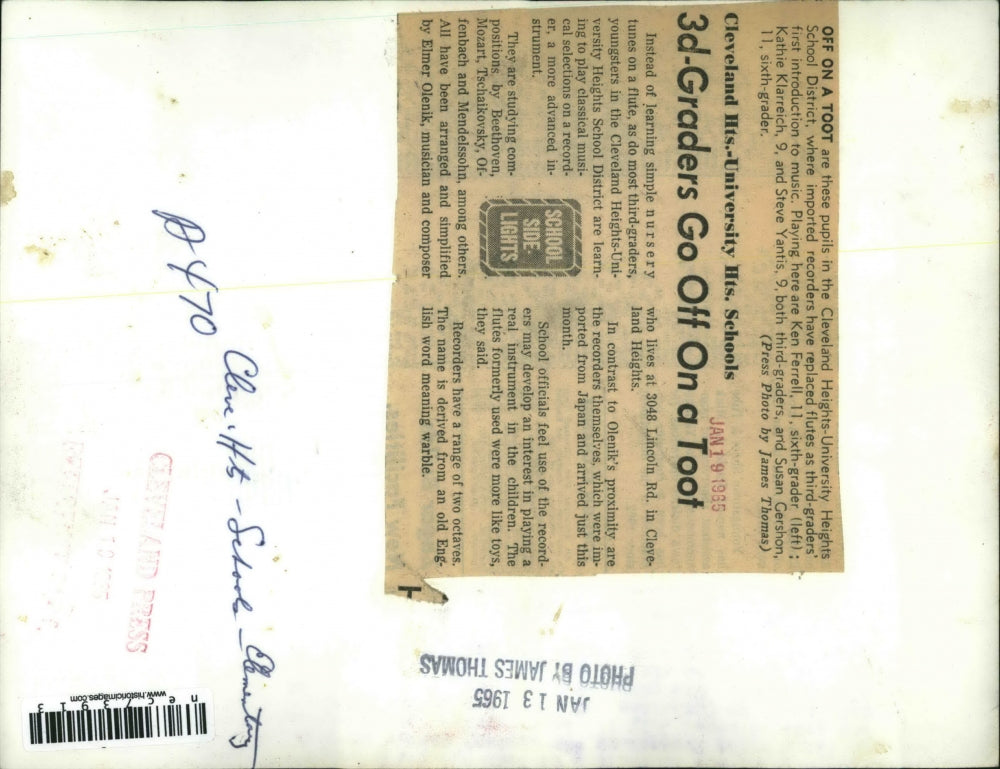 OFF ON A TOOT are these pupils in the Cleveland Heights-University Heights
School District, where imported recorders have replaced flutes as third-graders'
first introduction to music. Playing here are Ken Ferrell, 11, sixth-grader (left);
Kathie Klarreich, 9, and Steve Yantis, 9, both third-graders, and Susan Gershon,
11, sixth-grader.
(Press Photo by James Thomas)
Cleveland Hts.-University Hts. Schools
JAN 19 1965
3d-Graders Go Off On a Toot
Instead of learning simple nursery
tunes on a flute, as do most third-graders,
youngsters in the Cleveland Heights-Uni-
versity Heights School District are learn-
ing to play classical musi-
cal selections on a record-
er, a more advanced in-
strument.
They are studying com-
positions by Beethoven,
Mozart, Tschaikovsky, Of-
fenbach and Mendelssohn, among others.
All have been arranged and simplified
by Elmer Olenik, musician and composer
SCHOOL
SIDE
LIGHTS
who lives at 3048 Lincoln Rd. in Cleve-
land Heights.
In contrast to Olenik's proximity are
the recorders themselves, which were im-
ported from Japan and arrived just this
month.
School officials feel use of the record-
ers may develop an interest in playing a
real instrument in the children. The
flutes formerly used were more like toys,
they said.
Recorders have a range of two octaves.
The name is derived from an old Eng-
lish word meaning warble.
A470
Cleve. Hts - Schools - Elementary
PHOTO BY JAMES THOMAS
JAN 13 1965
CLEVELAND PRESS
www.historicimages.com
nec73913